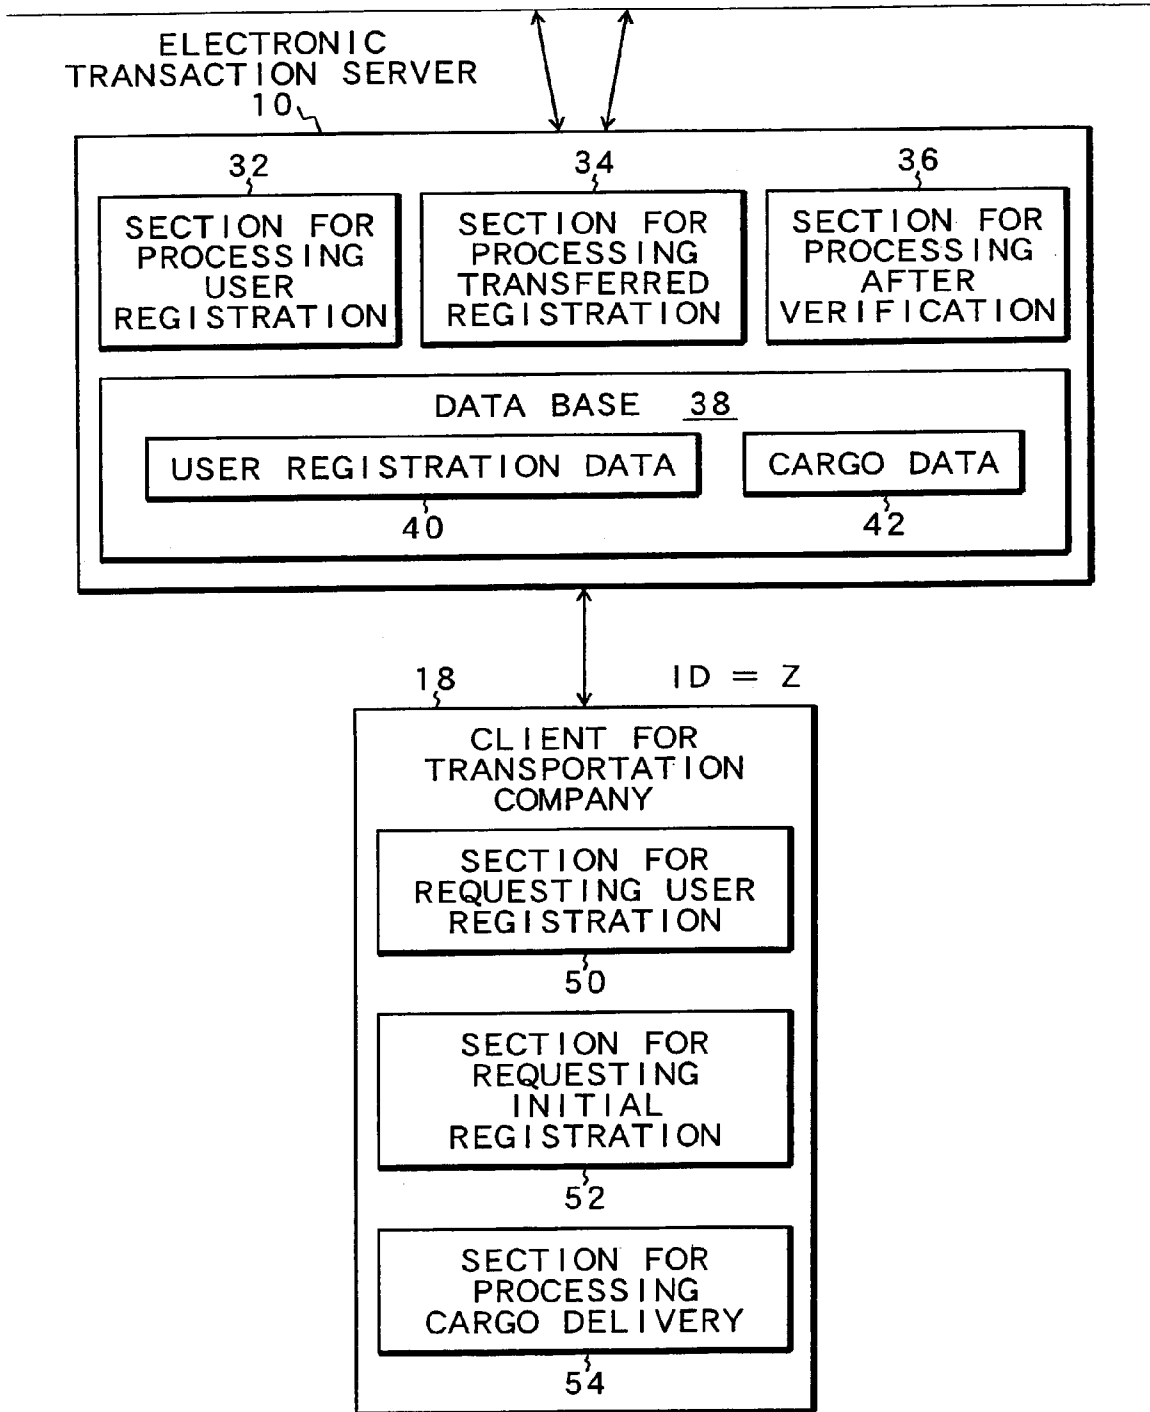 ELECTRONIC
TRANSACTION SERVER
10
32
34
36
SECTION FOR
PROCESSING
USER
REGISTRATION
SECTION FOR
PROCESSING
TRANSFERRED
REGISTRATION
SECTION FOR
PROCESSING
AFTER
VERIFICATION
DATA BASE 38
USER REGISTRATION DATA
CARGO DATA
40
42
18
ID = Z
CLIENT FOR
TRANSPORTATION
COMPANY
SECTION FOR
REQUESTING USER
REGISTRATION
50
SECTION FOR
REQUESTING
INITIAL
REGISTRATION
52
SECTION FOR
PROCESSING
CARGO DELIVERY
54